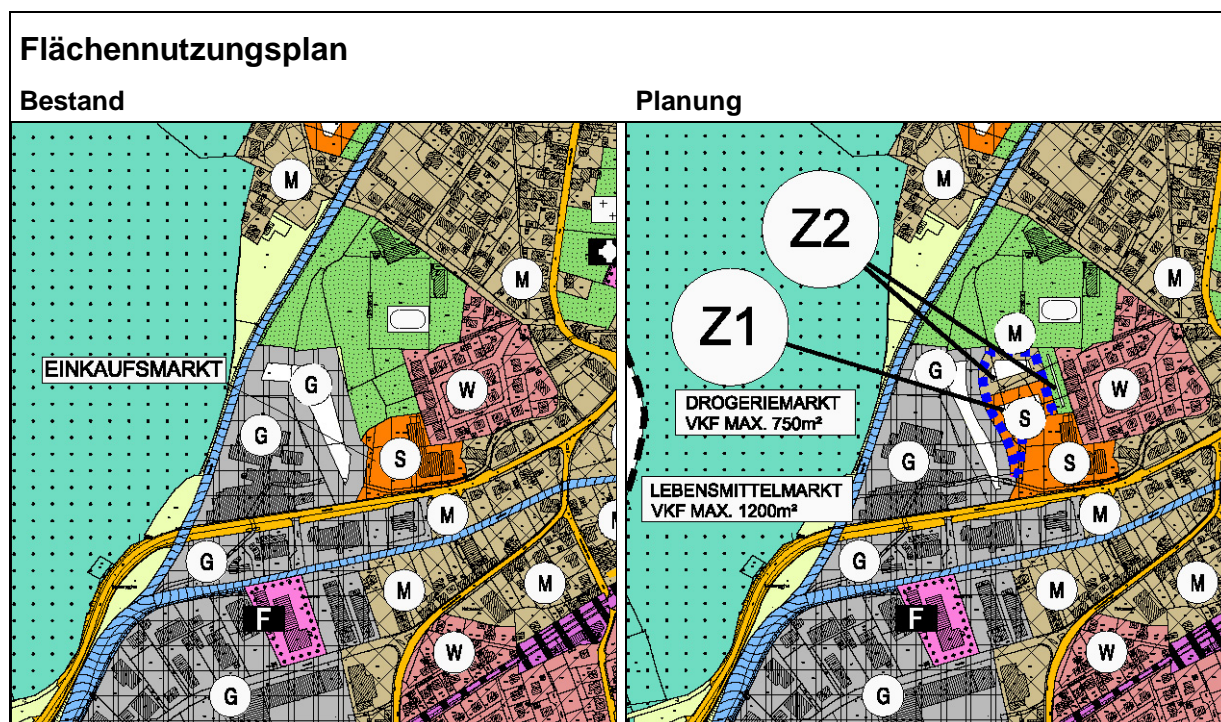 Flächennutzungsplan
Bestand
Planung
M
M
EINKAUFSMARKT
G
W
G
S
M
G
F
M
M
W
G
M
Z2
M
Z1
M
G
W
DROGERIEMARKT
VKF MAX. 750m²
S
G
S
LEBENSMITTELMARKT
VKF MAX. 1200m²
M
G
F
M
M
W
G